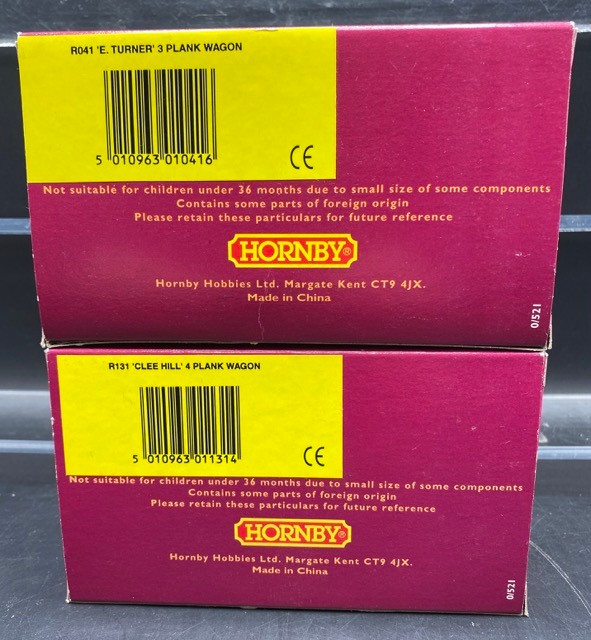 R041 'E. TURNER' 3 PLANK WAGON
5 010963 010416
CE
Not suitable for children under 36 months due to small size of some components
Contains some parts of foreign origin
Please retain these particulars for future reference
HORNBY®
Hornby Hobbies Ltd. Margate Kent CT9 4JX.
Made in China
0/521
R131 'CLEE HILL' 4 PLANK WAGON
5 010963 011314
CE
Not suitable for children under 36 months due to small size of some components
Contains some parts of foreign origin
Please retain these particulars for future reference
HORNBY®
Hornby Hobbies Ltd. Margate Kent CT9 4JX.
Made in China
0/521